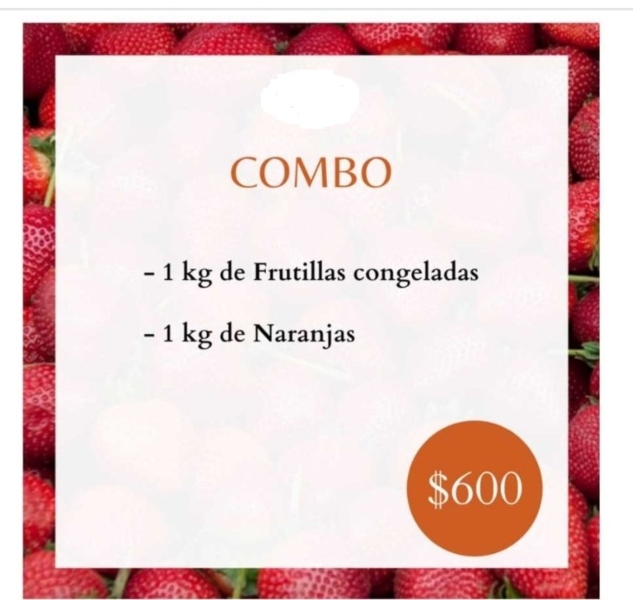 COMBO
- 1 kg de Frutillas congeladas
- 1 kg de Naranjas
$600